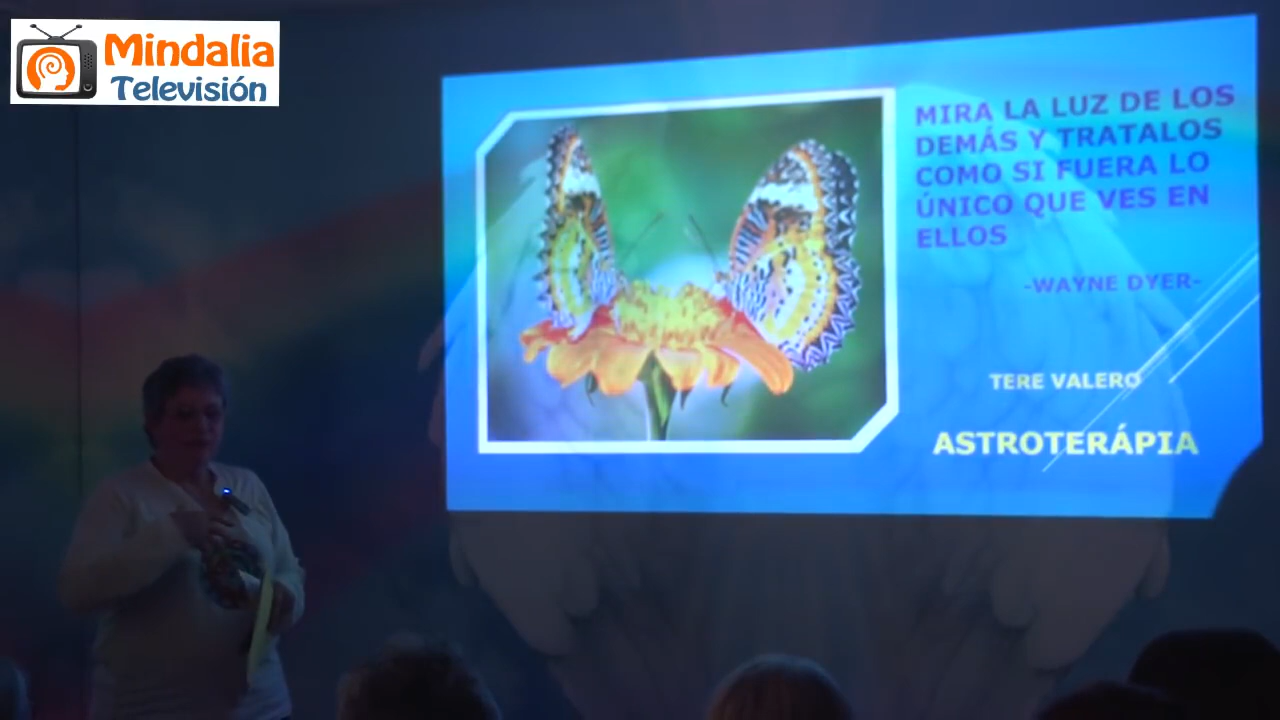 Mindalia
Televisión
MIRA LA LUZ DE LOS
DEMÁS Y TRATALOS
COMO SI FUERA LO
ÚNICO QUE VES EN
ELLOS
-WAYNE DYER-
TERE VALERO
ASTROTERÁPIA